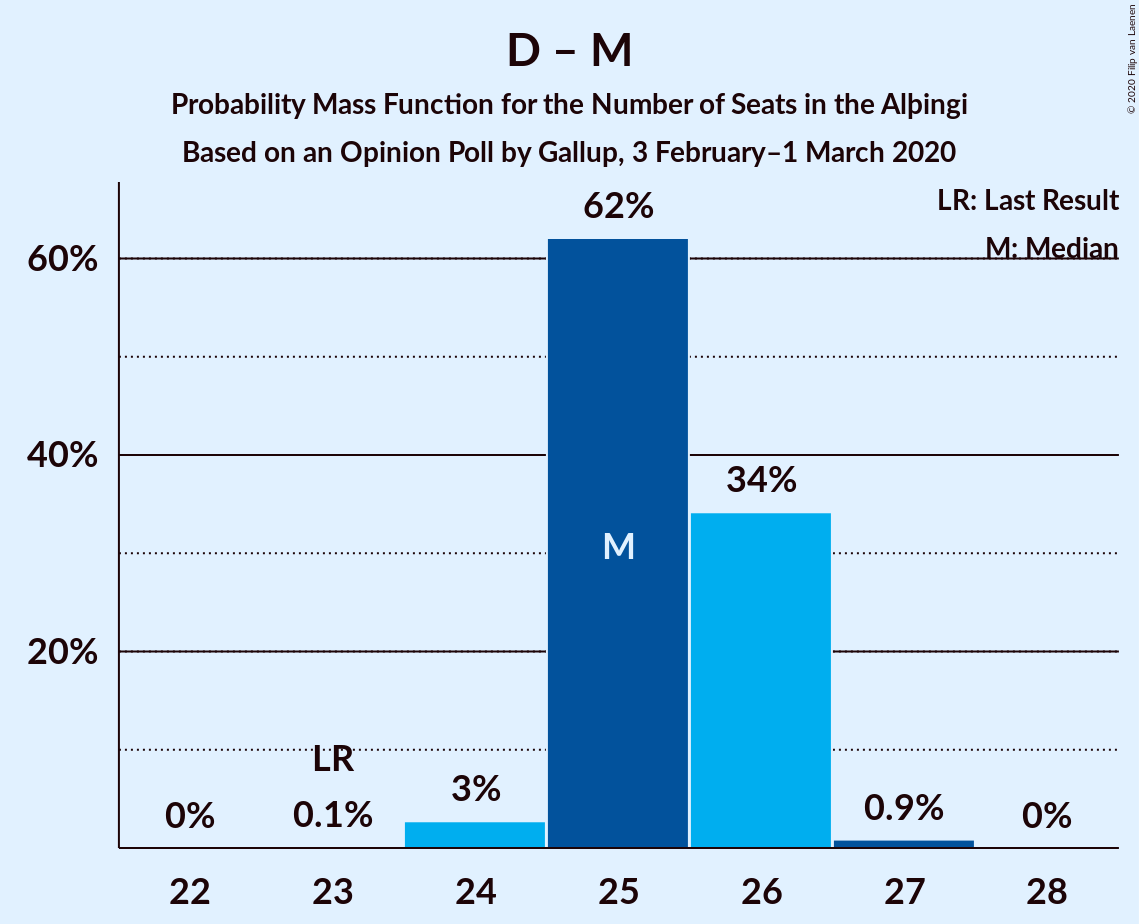 D – M
Probability Mass Function for the Number of Seats in the Alþingi
Based on an Opinion Poll by Gallup, 3 February–1 March 2020
© 2020 Filip van Laenen
LR: Last Result
M: Median
62%
60%
40%
34%
M
20%
LR
0%
0.1%
3%
0.9%
0%
22 23 24 25 26 27 28